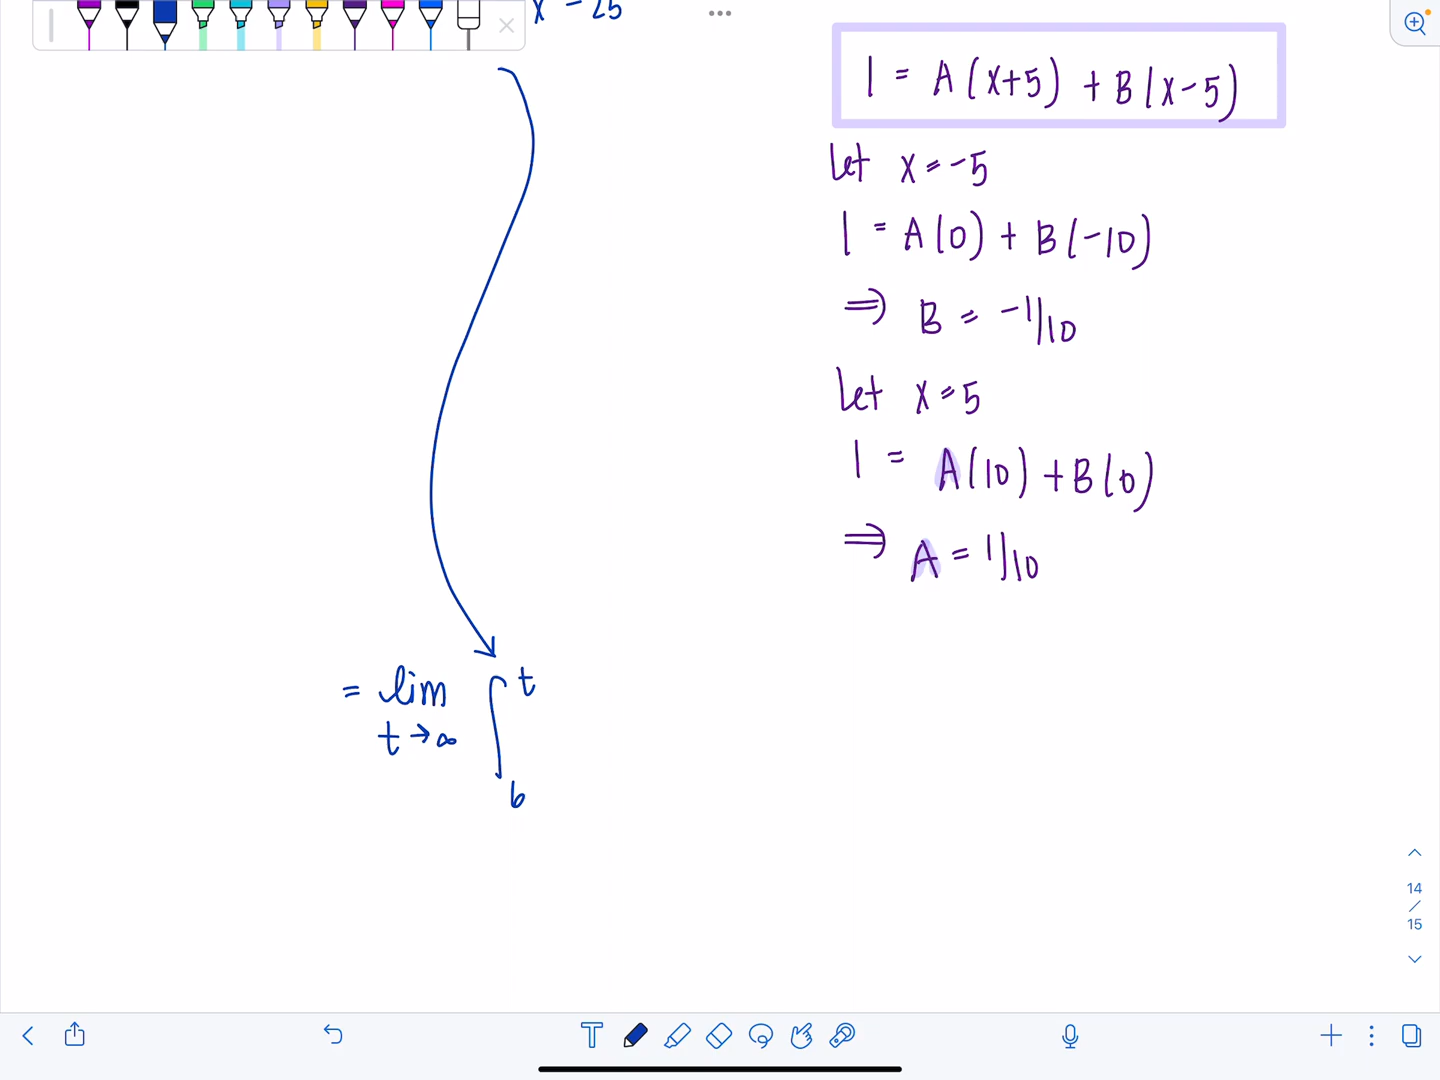 x - 25
1 = A(x+5) + B(x-5)
let x = -5
1 = A(0) + B(-10)
⇒ B = -1/10
let x = 5
1 = A(10) + B(0)
⇒ A = 1/10
= lim ∫ t
t → ∞
6
14
/
15
T